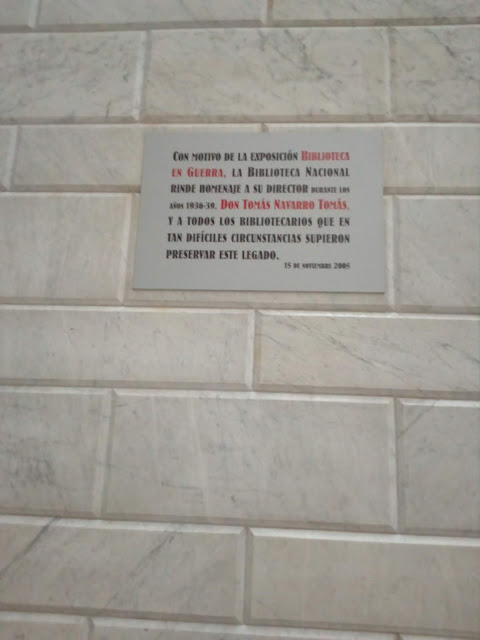 CON MOTIVO DE LA EXPOSICIÓN BIBLIOTECA
EN GUERRA, LA BIBLIOTECA NACIONAL
RINDE HOMENAJE A SU DIRECTOR DURANTE LOS
AÑOS 1936-39, DON TOMÁS NAVARRO TOMÁS,
Y A TODOS LOS BIBLIOTECARIOS QUE EN
TAN DIFÍCILES CIRCUNSTANCIAS SUPIERON
PRESERVAR ESTE LEGADO.
15 DE NOVIEMBRE 2005